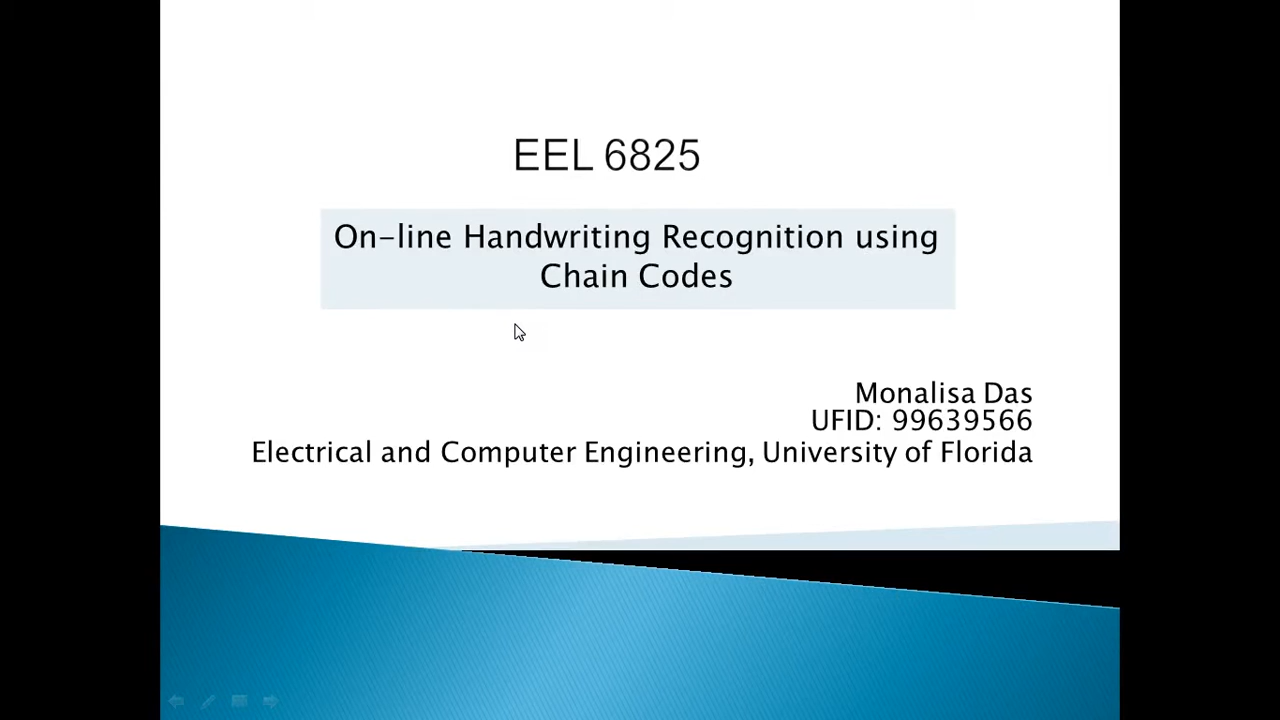 EEL 6825
On-line Handwriting Recognition using
Chain Codes
Monalisa Das
UFID: 99639566
Electrical and Computer Engineering, University of Florida